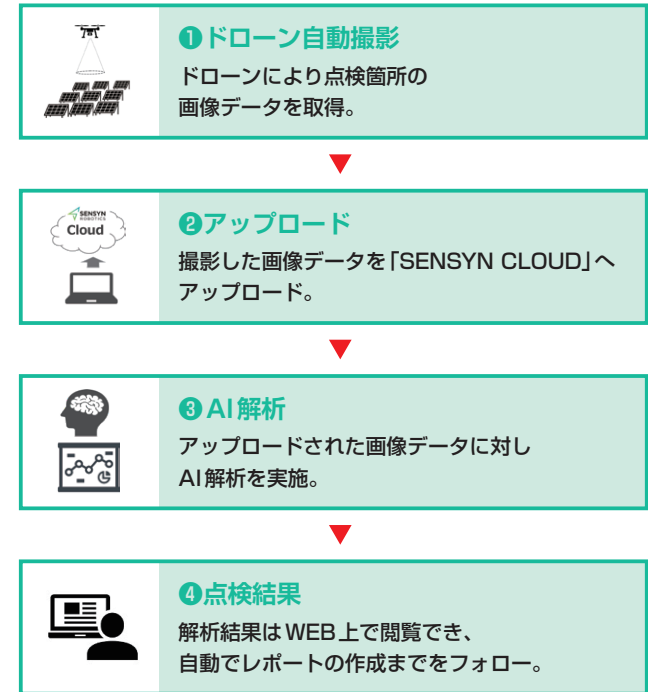 ❶ドローン自動撮影
ドローンにより点検箇所の
画像データを取得。
SENSYN
ROBOTICS
Cloud
❷アップロード
撮影した画像データを「SENSYN CLOUD」へ
アップロード。
❸AI解析
アップロードされた画像データに対し
AI解析を実施。
❹点検結果
解析結果はWEB上で閲覧でき、
自動でレポートの作成までをフォロー。